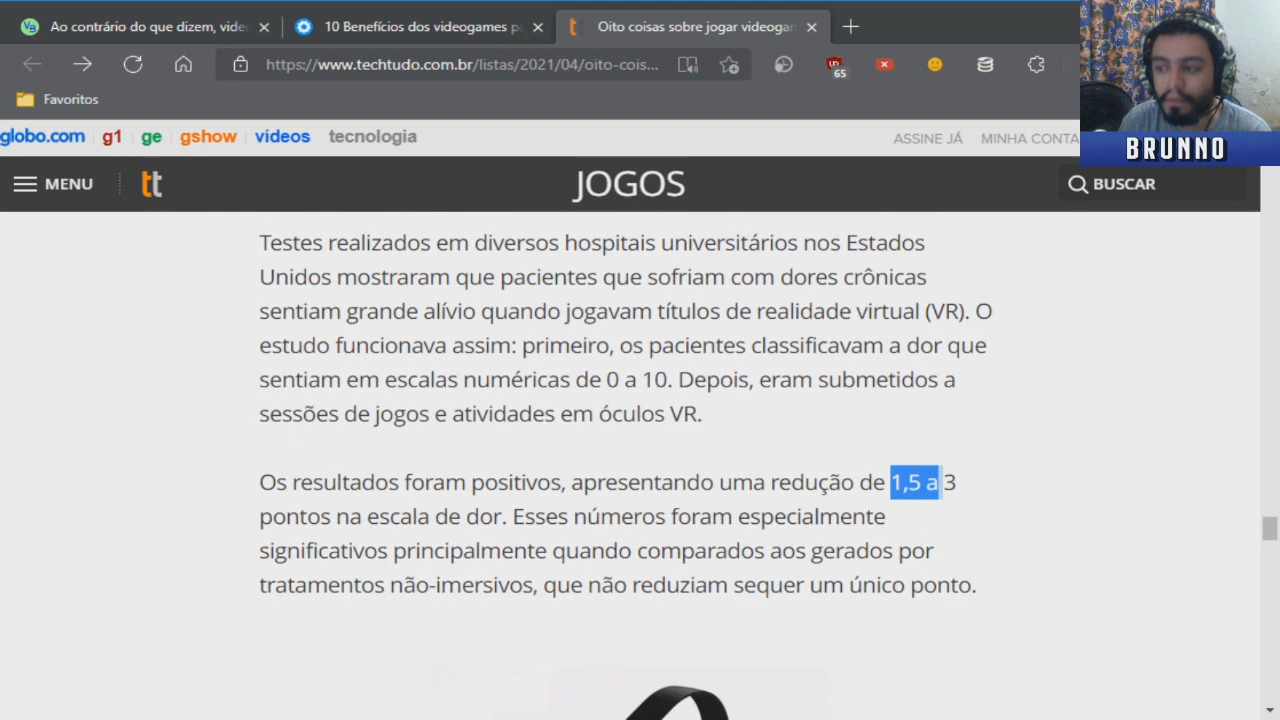 Ao contrário do que dizem, vide
10 Benefícios dos videogames pa
Oito coisas sobre jogar videogan
https://www.techtudo.com.br/listas/2021/04/oito-cois...
65
Favoritos
globo.com g1 ge gshow vídeos tecnologia
ASSINE JÁ MINHA CONTA
BRUNNO
MENU tt JOGOS BUSCAR
Testes realizados em diversos hospitais universitários nos Estados
Unidos mostraram que pacientes que sofriam com dores crônicas
sentiam grande alívio quando jogavam títulos de realidade virtual (VR). O
estudo funcionava assim: primeiro, os pacientes classificavam a dor que
sentiam em escalas numéricas de 0 a 10. Depois, eram submetidos a
sessões de jogos e atividades em óculos VR.
Os resultados foram positivos, apresentando uma redução de 1,5 a 3
pontos na escala de dor. Esses números foram especialmente
significativos principalmente quando comparados aos gerados por
tratamentos não-imersivos, que não reduziam sequer um único ponto.